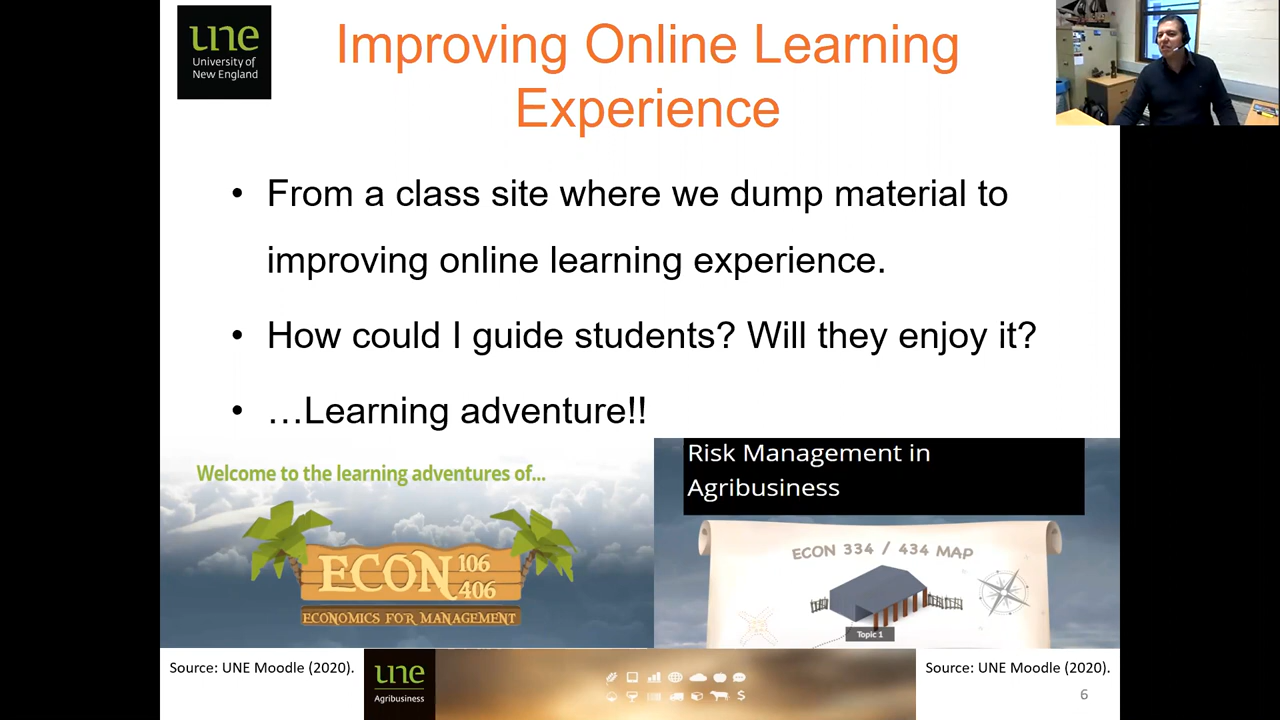 une
University of
New England
Improving Online Learning
Experience
• From a class site where we dump material to
improving online learning experience.
• How could I guide students? Will they enjoy it?
• …Learning adventure!!
Welcome to the learning adventures of...
ECON 106
406
ECONOMICS FOR MANAGEMENT
Risk Management in
Agribusiness
ECON 334 / 434 MAP
Topic 1
Source: UNE Moodle (2020).
une
Agribusiness
$
Source: UNE Moodle (2020).
6